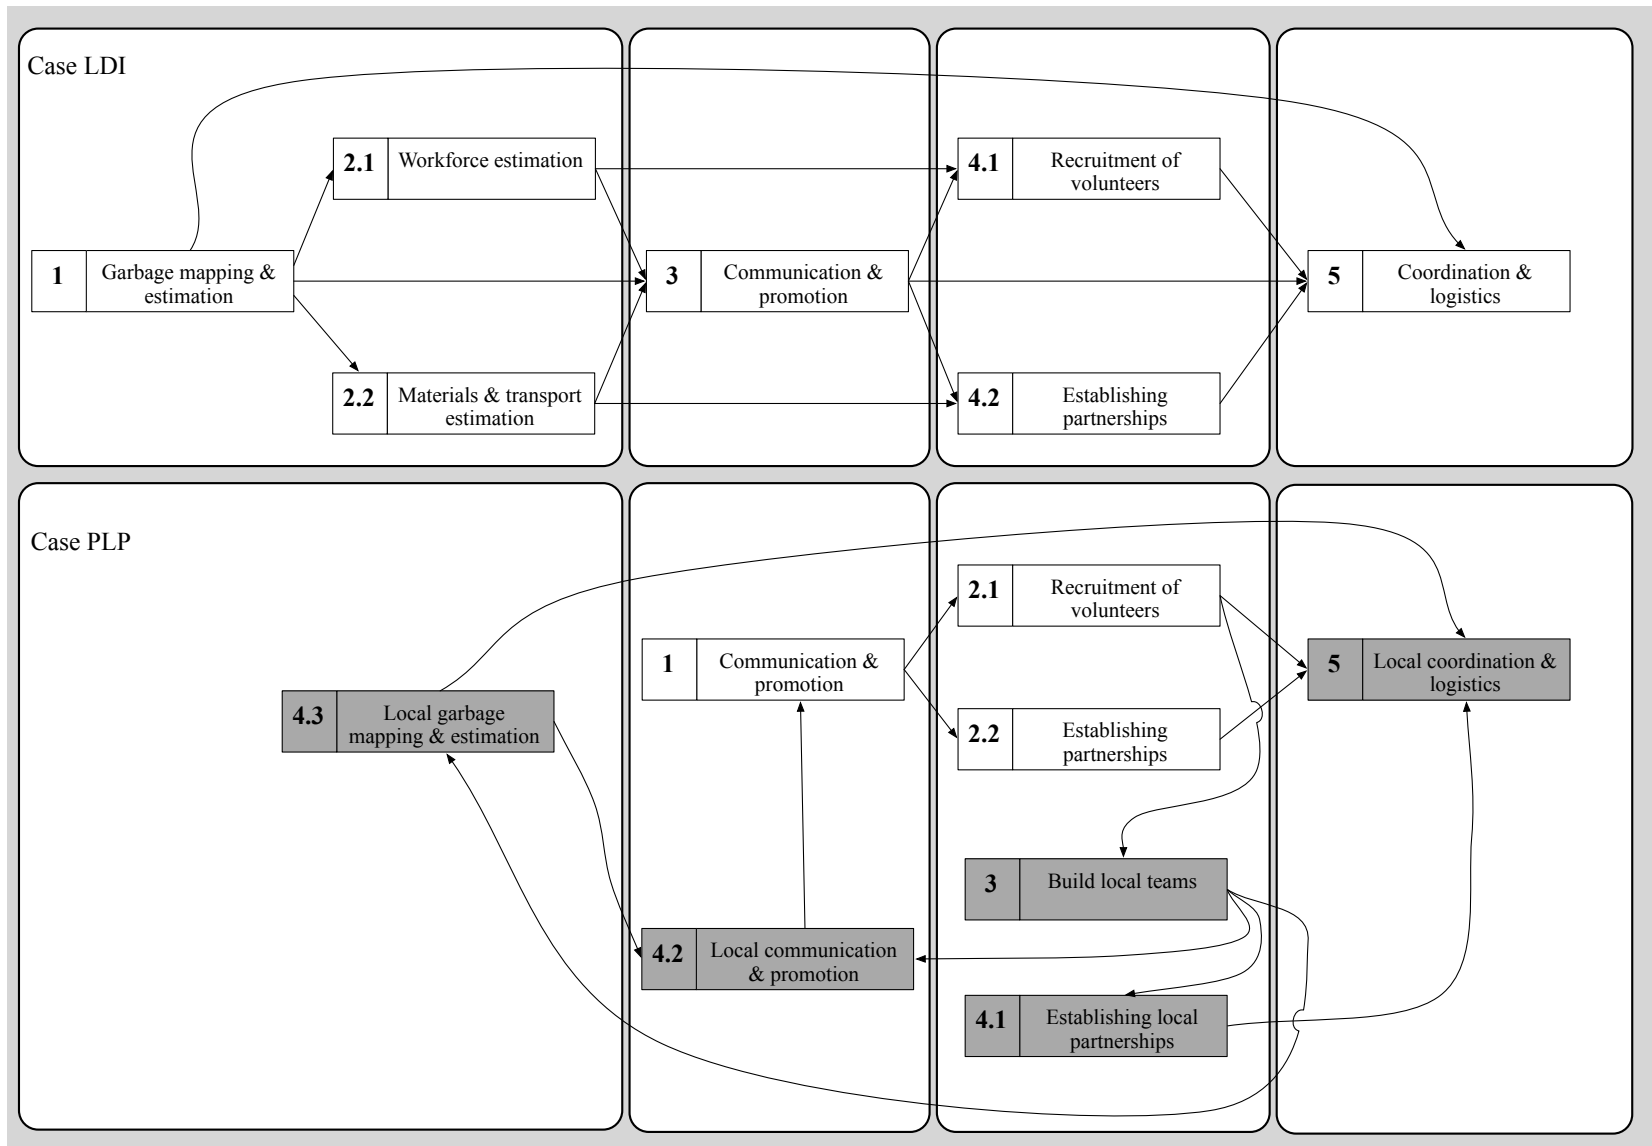 Case LDI
2.1
Workforce estimation
4.1
Recruitment of
volunteers
1
Garbage mapping &
estimation
3
Communication &
promotion
5
Coordination &
logistics
2.2
Materials & transport
estimation
4.2
Establishing
partnerships
Case PLP
2.1
Recruitment of
volunteers
1
Communication &
promotion
5
Local coordination &
logistics
4.3
Local garbage
mapping & estimation
2.2
Establishing
partnerships
3
Build local teams
4.2
Local communication
& promotion
4.1
Establishing local
partnerships